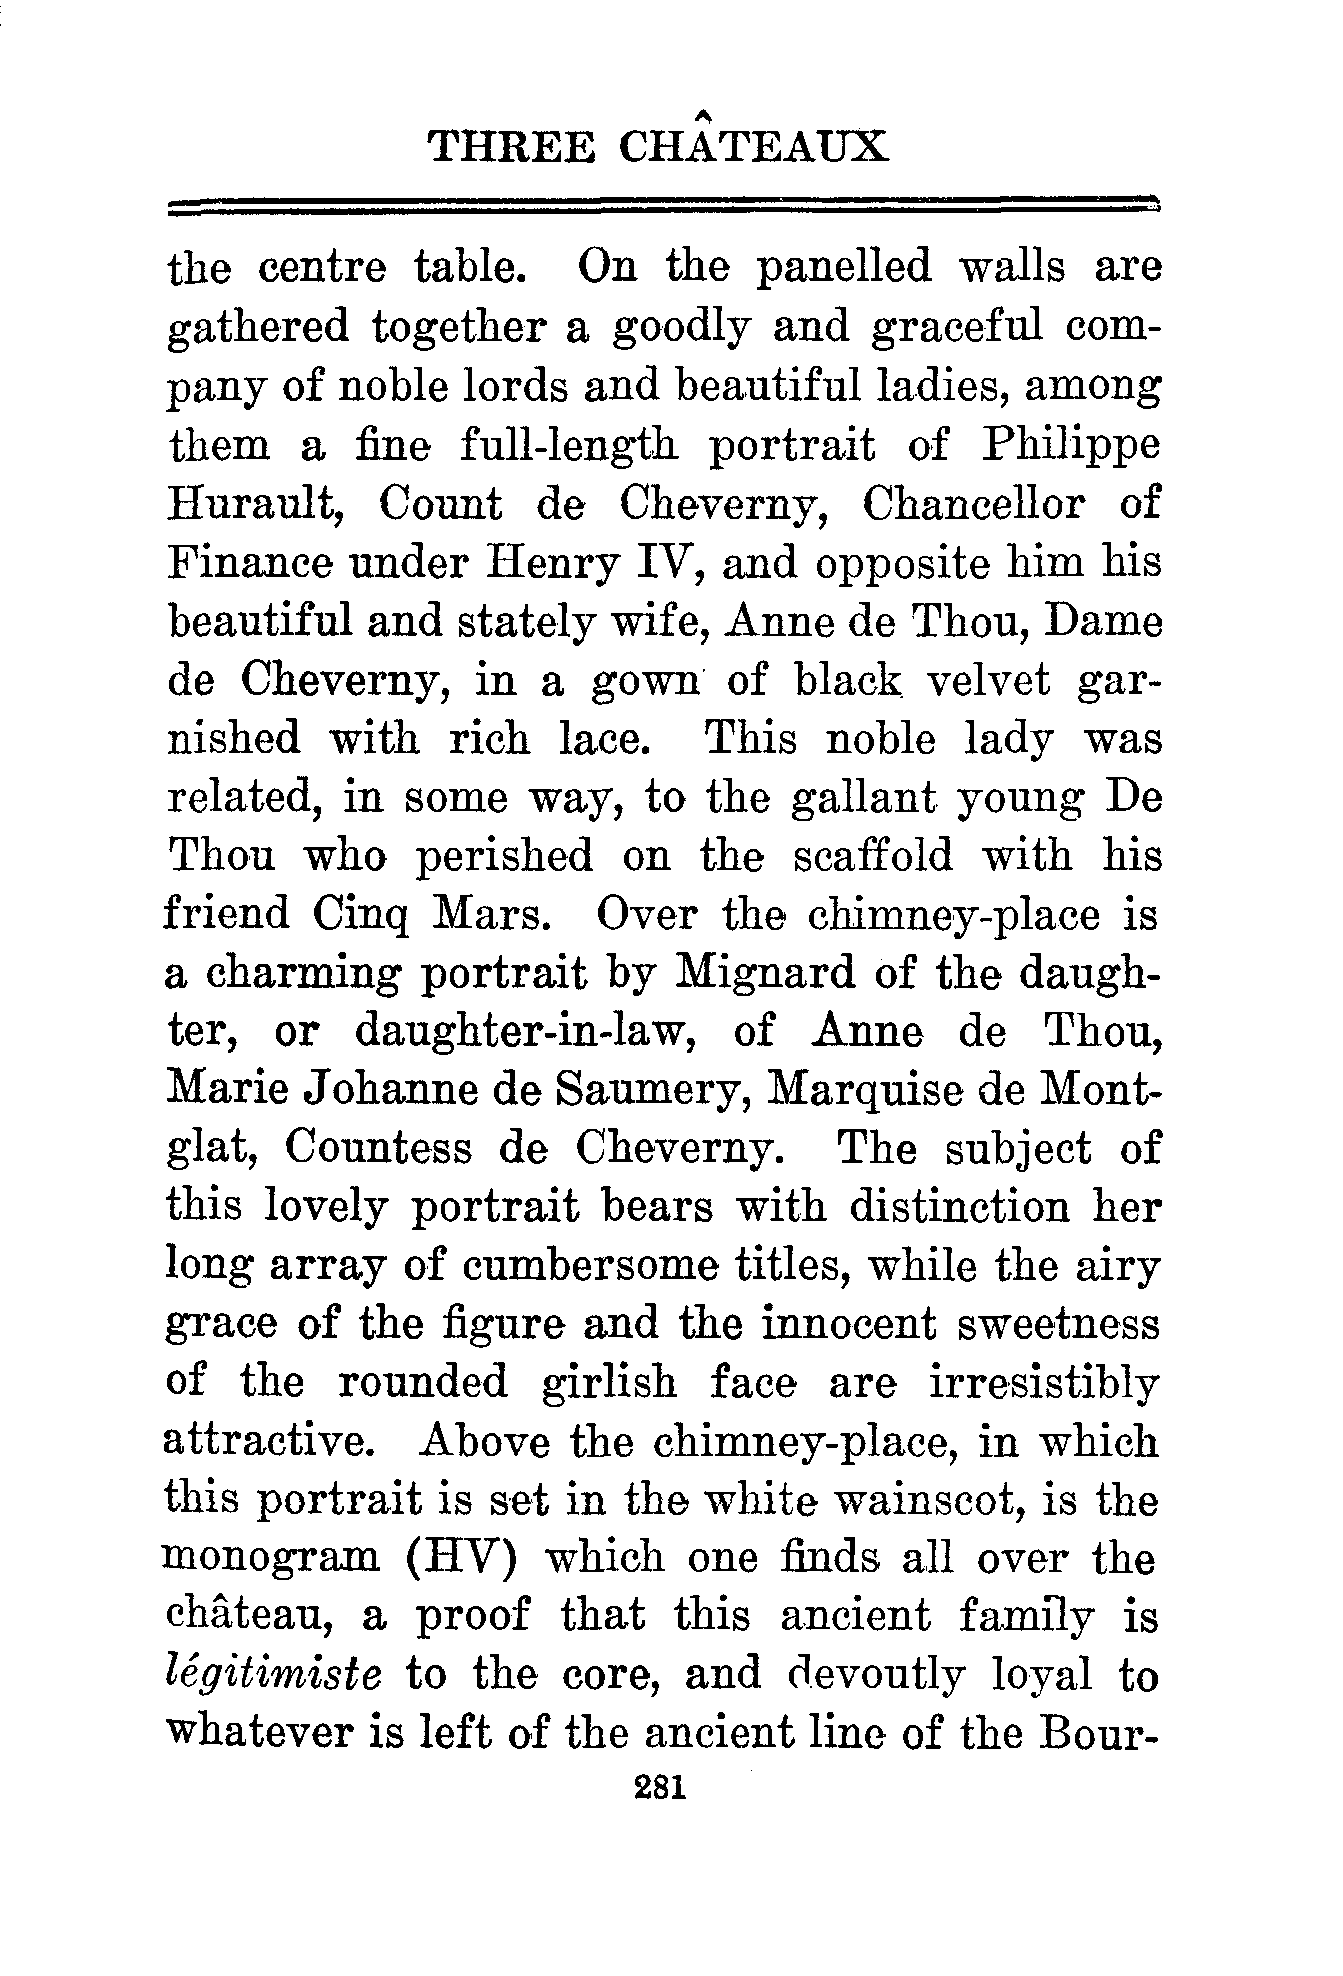 THREE CHÂTEAUX
the centre table. On the panelled walls are
gathered together a goodly and graceful com-
pany of noble lords and beautiful ladies, among
them a fine full-length portrait of Philippe
Hurault, Count de Cheverny, Chancellor of
Finance under Henry IV, and opposite him his
beautiful and stately wife, Anne de Thou, Dame
de Cheverny, in a gown of black velvet gar-
nished with rich lace. This noble lady was
related, in some way, to the gallant young De
Thou who perished on the scaffold with his
friend Cinq Mars. Over the chimney-place is
a charming portrait by Mignard of the daugh-
ter, or daughter-in-law, of Anne de Thou,
Marie Johanne de Saumery, Marquise de Mont-
glat, Countess de Cheverny. The subject of
this lovely portrait bears with distinction her
long array of cumbersome titles, while the airy
grace of the figure and the innocent sweetness
of the rounded girlish face are irresistibly
attractive. Above the chimney-place, in which
this portrait is set in the white wainscot, is the
monogram (HV) which one finds all over the
château, a proof that this ancient family is
légitimiste to the core, and devoutly loyal to
whatever is left of the ancient line of the Bour-
281